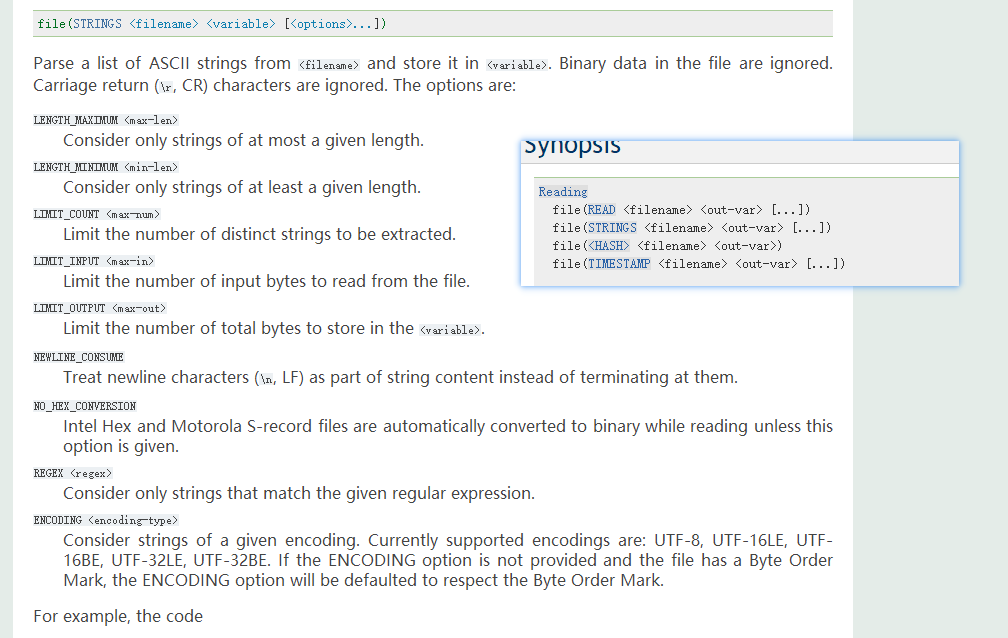 file(STRINGS <filename> <variable> [<options>...])
Parse a list of ASCII strings from <filename> and store it in <variable>. Binary data in the file are ignored.
Carriage return (\r, CR) characters are ignored. The options are:
LENGTH_MAXIMUM <max-len>
Consider only strings of at most a given length.
LENGTH_MINIMUM <min-len>
Consider only strings of at least a given length.
LIMIT_COUNT <max-num>
Limit the number of distinct strings to be extracted.
LIMIT_INPUT <max-in>
Limit the number of input bytes to read from the file.
LIMIT_OUTPUT <max-out>
Limit the number of total bytes to store in the <variable>.
NEWLINE_CONSUME
Treat newline characters (\n, LF) as part of string content instead of terminating at them.
NO_HEX_CONVERSION
Intel Hex and Motorola S-record files are automatically converted to binary while reading unless this
option is given.
REGEX <regex>
Consider only strings that match the given regular expression.
ENCODING <encoding-type>
Consider strings of a given encoding. Currently supported encodings are: UTF-8, UTF-16LE, UTF-
16BE, UTF-32LE, UTF-32BE. If the ENCODING option is not provided and the file has a Byte Order
Mark, the ENCODING option will be defaulted to respect the Byte Order Mark.
For example, the code
Synopsis
Reading
file(READ <filename> <out-var> [...])
file(STRINGS <filename> <out-var> [...])
file(<HASH> <filename> <out-var>)
file(TIMESTAMP <filename> <out-var> [...])